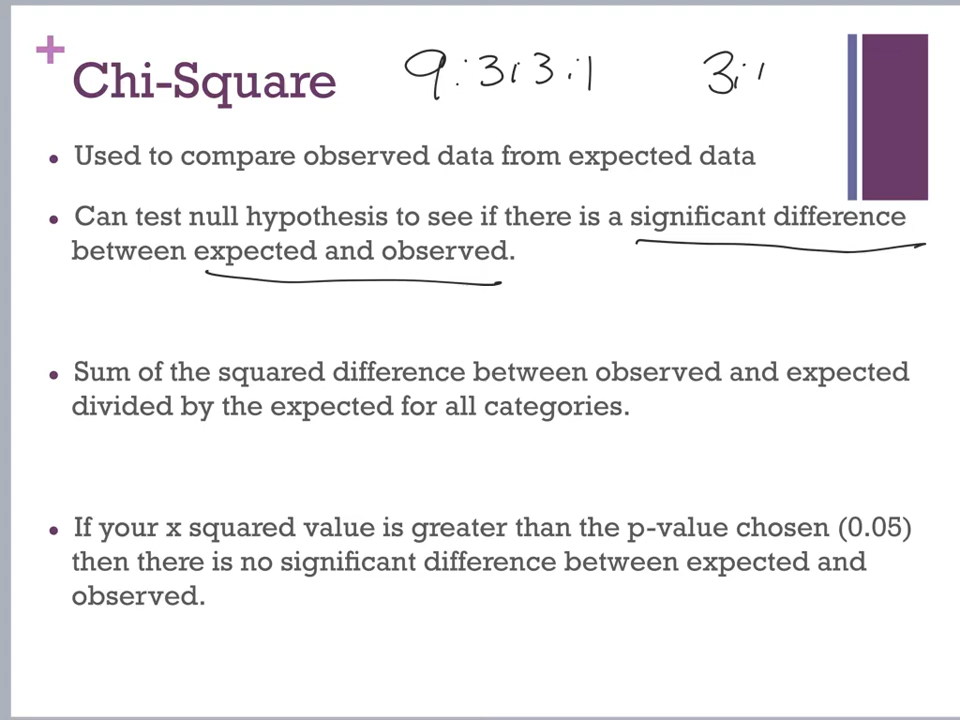 +
Chi-Square 9:3:3:1 3:1
• Used to compare observed data from expected data
• Can test null hypothesis to see if there is a significant difference
between expected and observed.
• Sum of the squared difference between observed and expected
divided by the expected for all categories.
• If your x squared value is greater than the p-value chosen (0.05)
then there is no significant difference between expected and
observed.